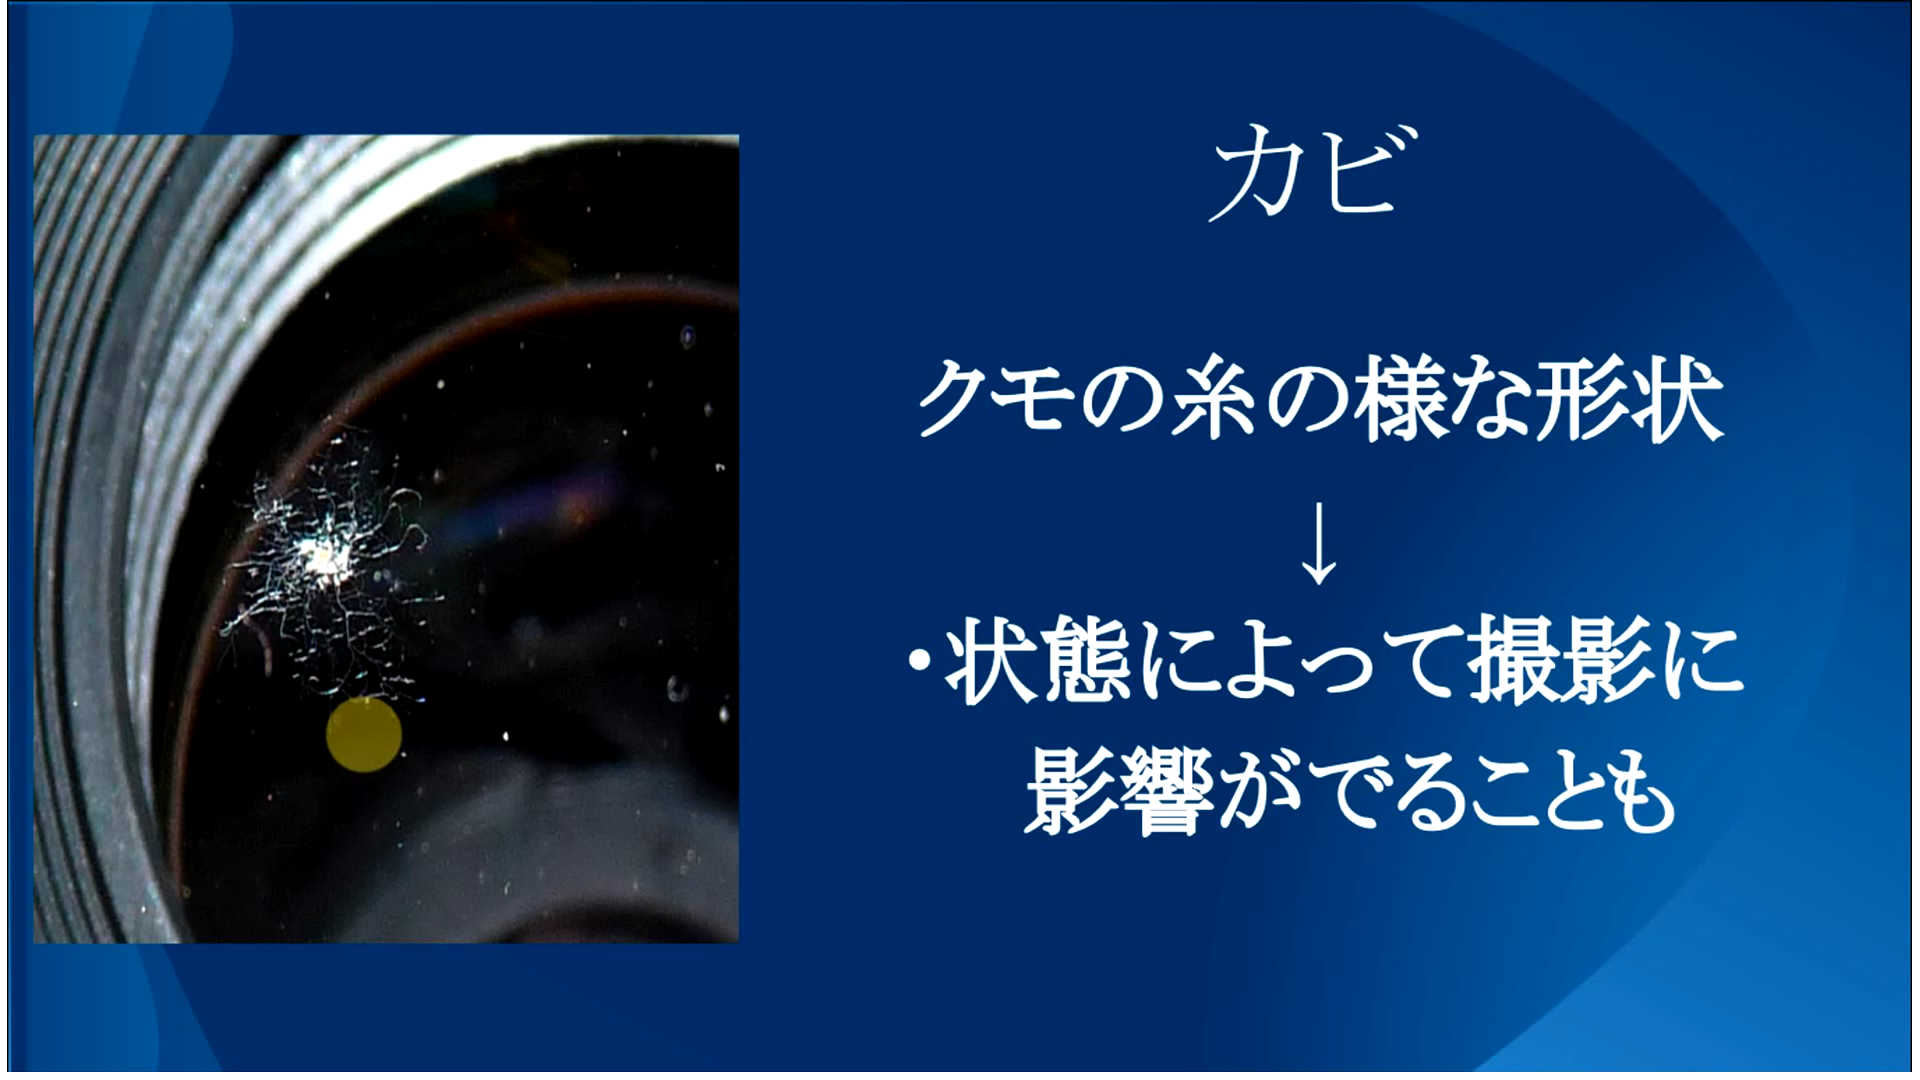 カビ
クモの糸の様な形状
↓
・状態によって撮影に
影響がでることも